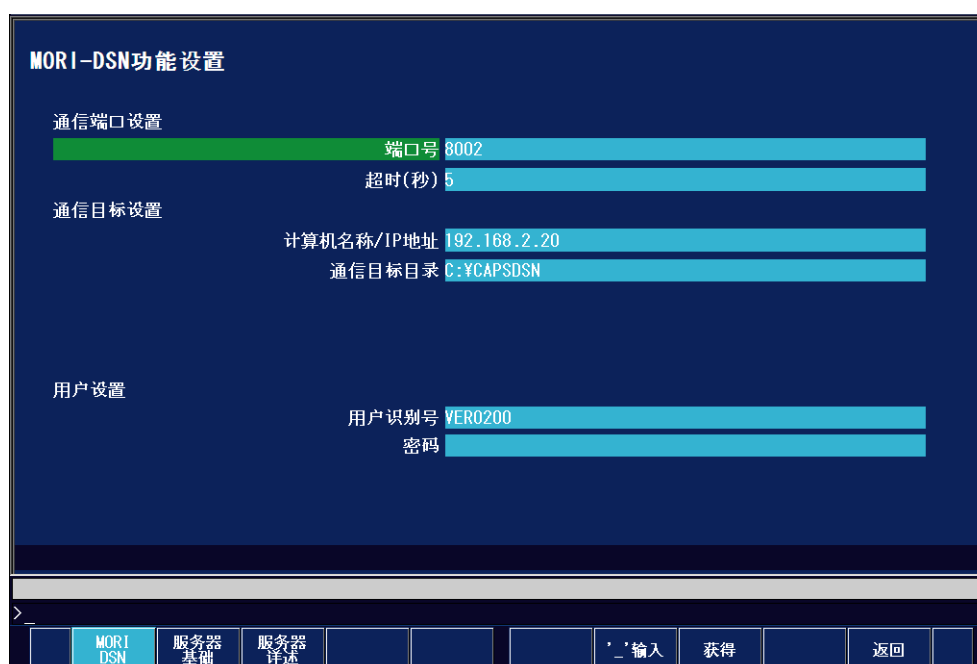 MORI-DSN功能设置
通信端口设置
端口号 8002
超时(秒) 5
通信目标设置
计算机名称/IP地址 192.168.2.20
通信目标目录 C:¥CAPSDSN
用户设置
用户识别号 VER0200
密码
>_
MORI DSN 服务器基础 服务器详述 '_'输入 获得 返回